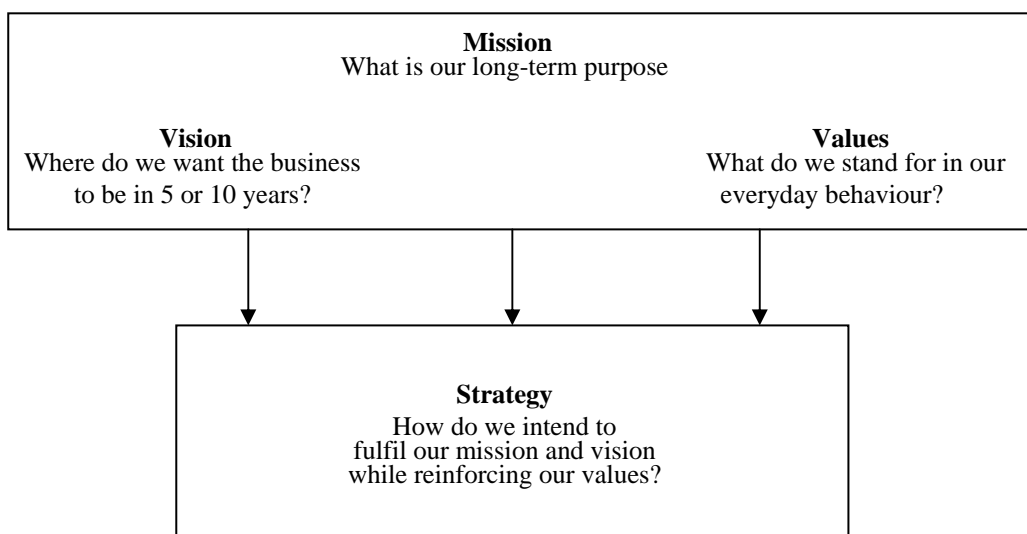 Mission
What is our long-term purpose
Vision
Where do we want the business
to be in 5 or 10 years?
Values
What do we stand for in our
everyday behaviour?
Strategy
How do we intend to
fulfil our mission and vision
while reinforcing our values?